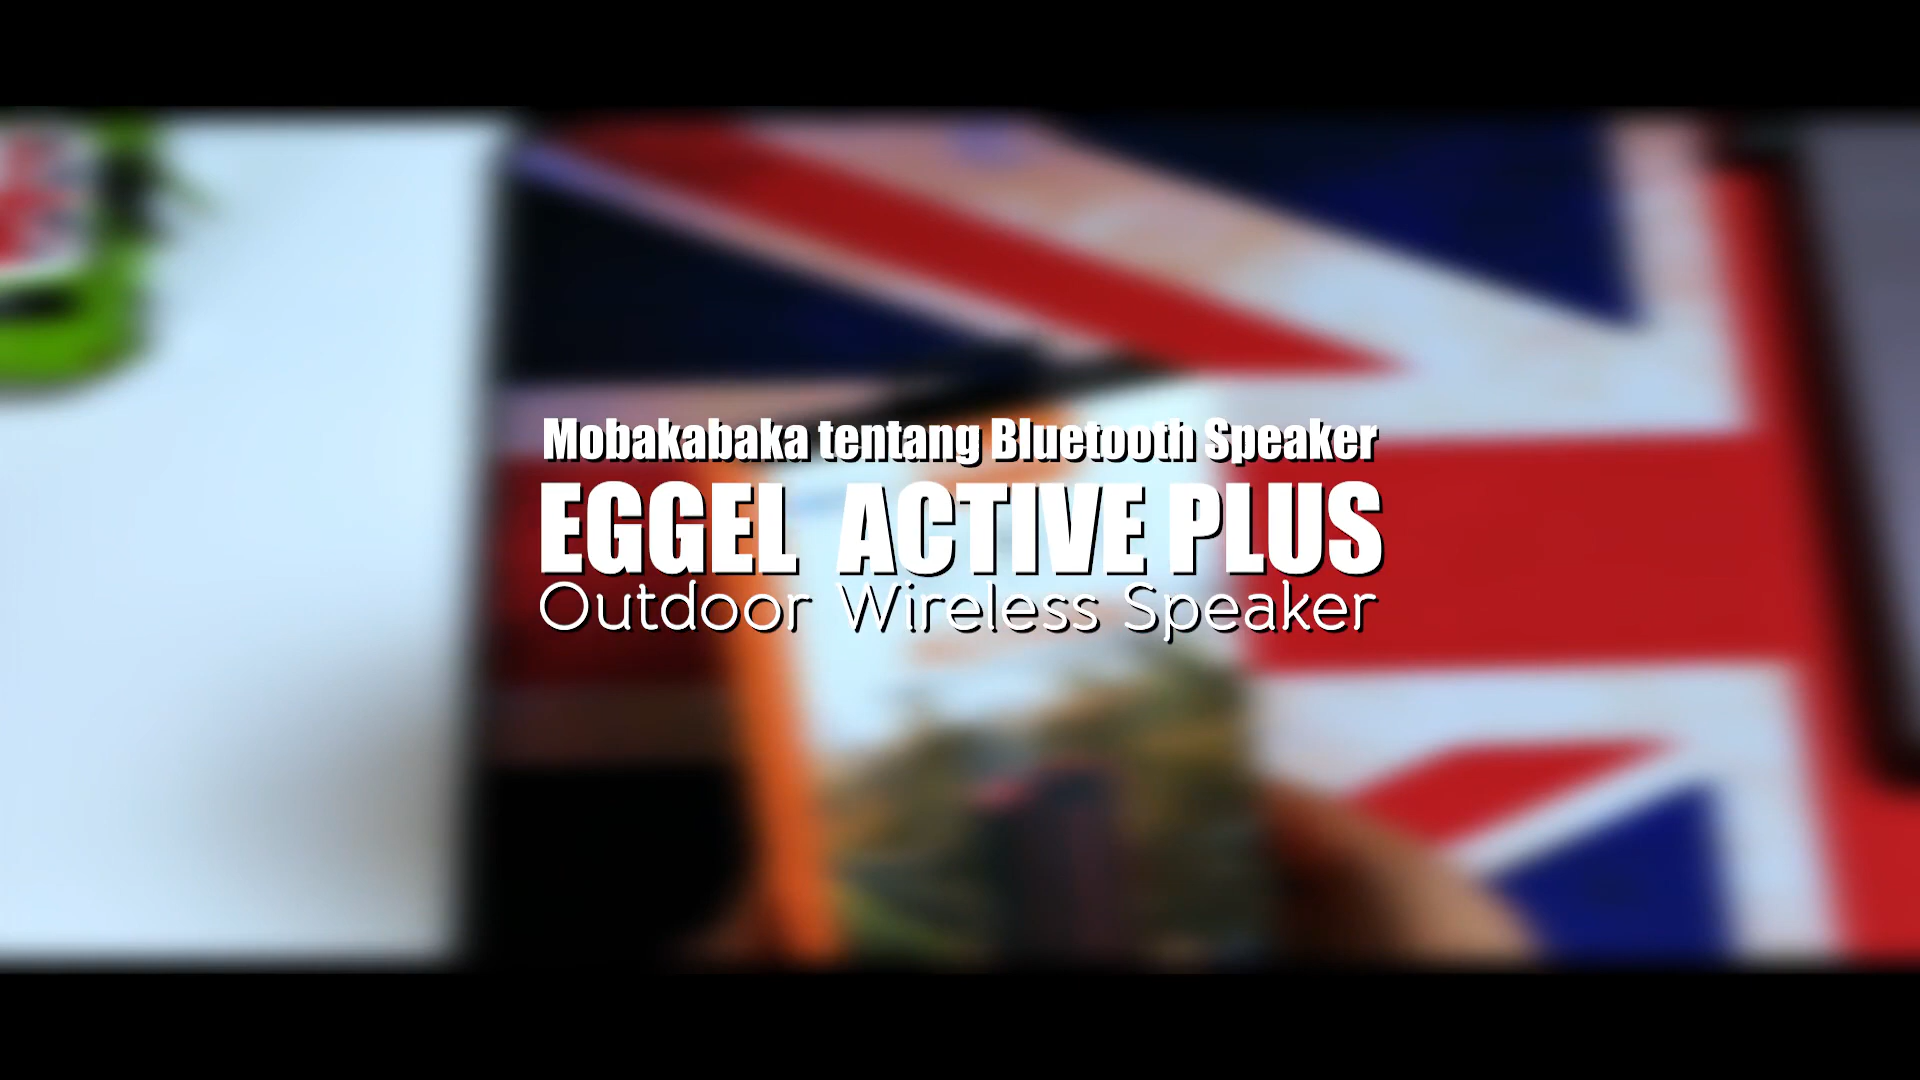 Mobakabaka tentang Bluetooth Speaker
EGGEL ACTIVE PLUS
Outdoor Wireless Speaker